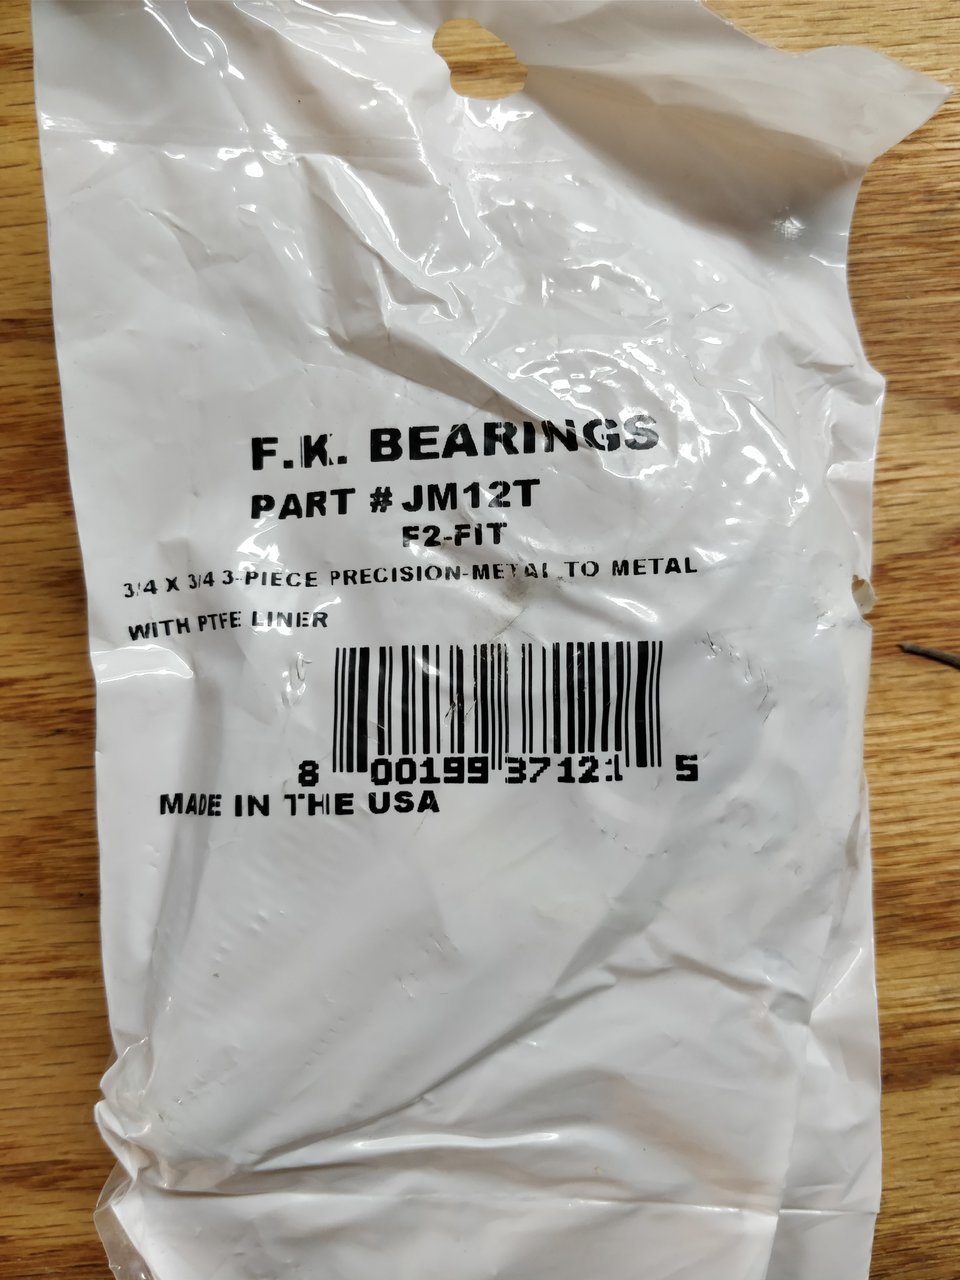 F.K. BEARINGS
PART # JM12T
F2-FIT
3/4 X 3/4 3-PIECE PRECISION-METAL TO METAL
WITH PTFE LINER
8 00199 37121 5
MADE IN THE USA